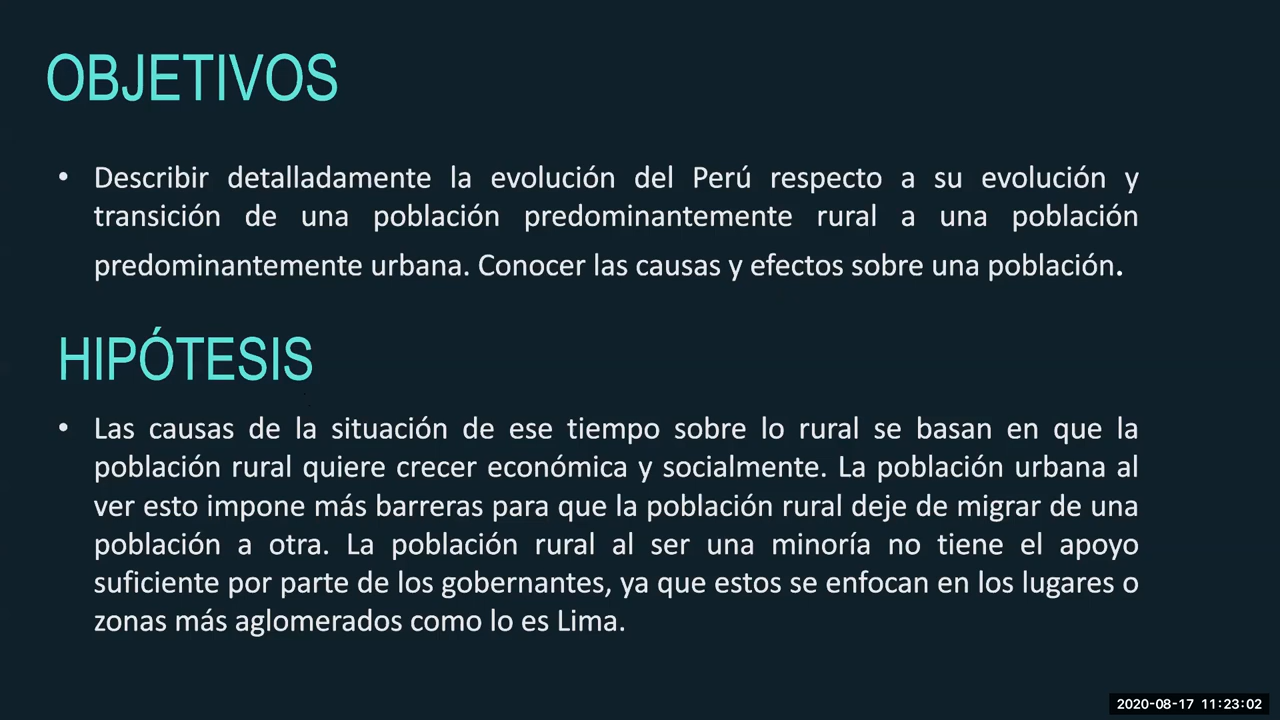 OBJETIVOS
• Describir detalladamente la evolución del Perú respecto a su evolución y
transición de una población predominantemente rural a una población
predominantemente urbana. Conocer las causas y efectos sobre una población.
HIPÓTESIS
• Las causas de la situación de ese tiempo sobre lo rural se basan en que la
población rural quiere crecer económica y socialmente. La población urbana al
ver esto impone más barreras para que la población rural deje de migrar de una
población a otra. La población rural al ser una minoría no tiene el apoyo
suficiente por parte de los gobernantes, ya que estos se enfocan en los lugares o
zonas más aglomerados como lo es Lima.
2020-08-17 11:23:02